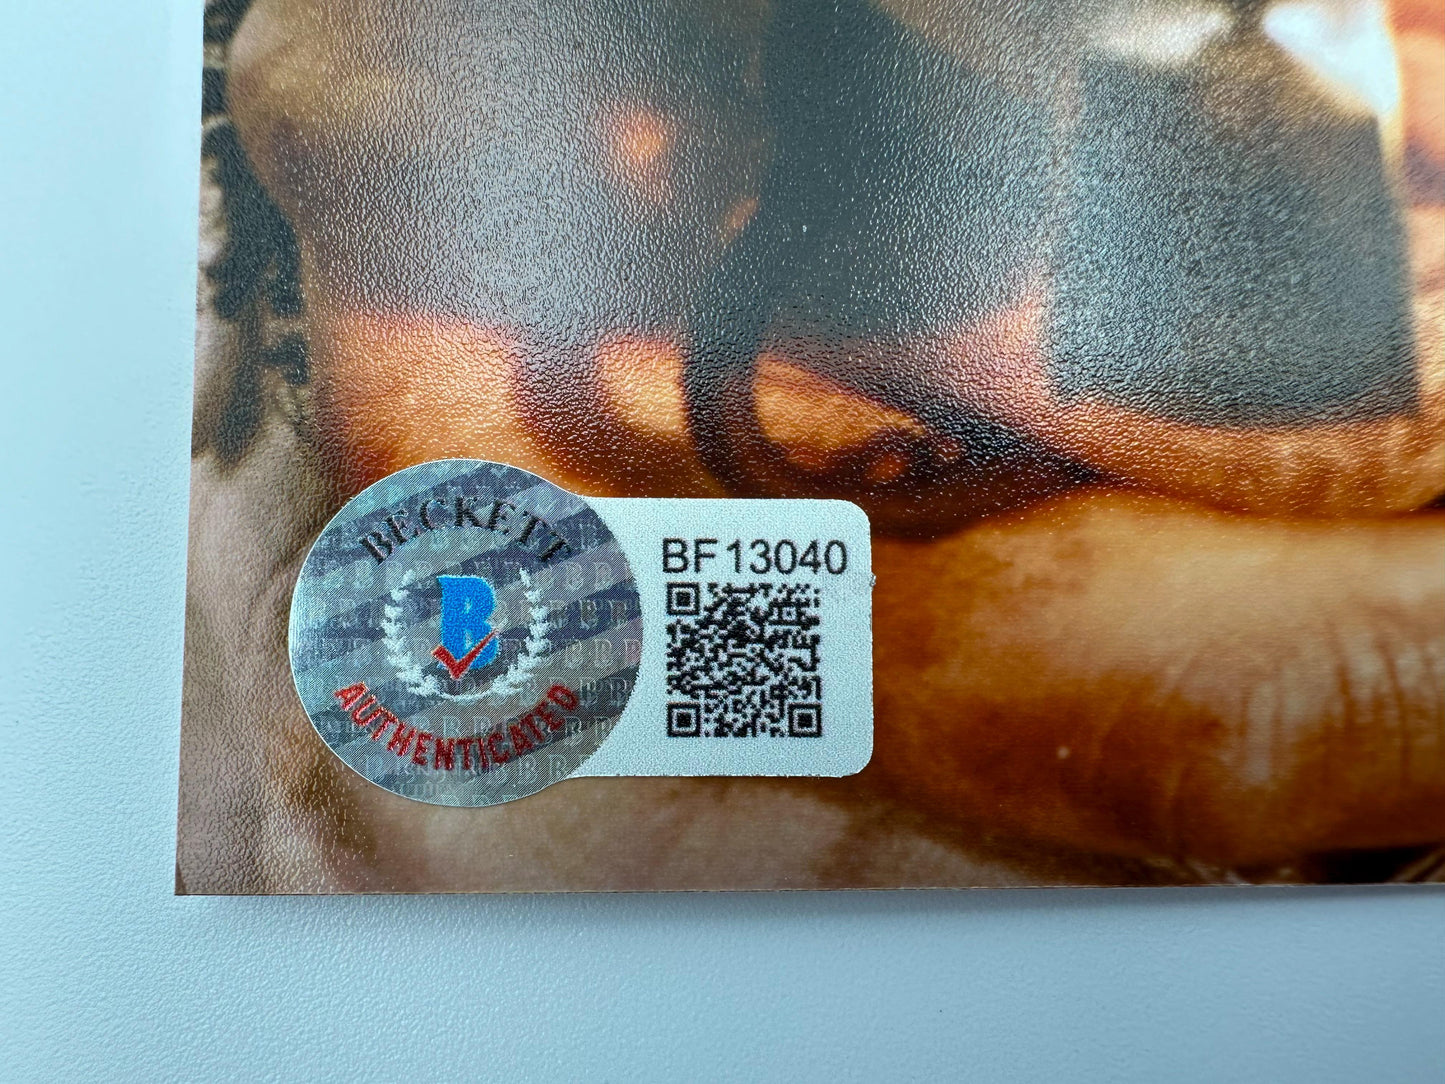 BECKETT
B
AUTHENTICATED
BF13040